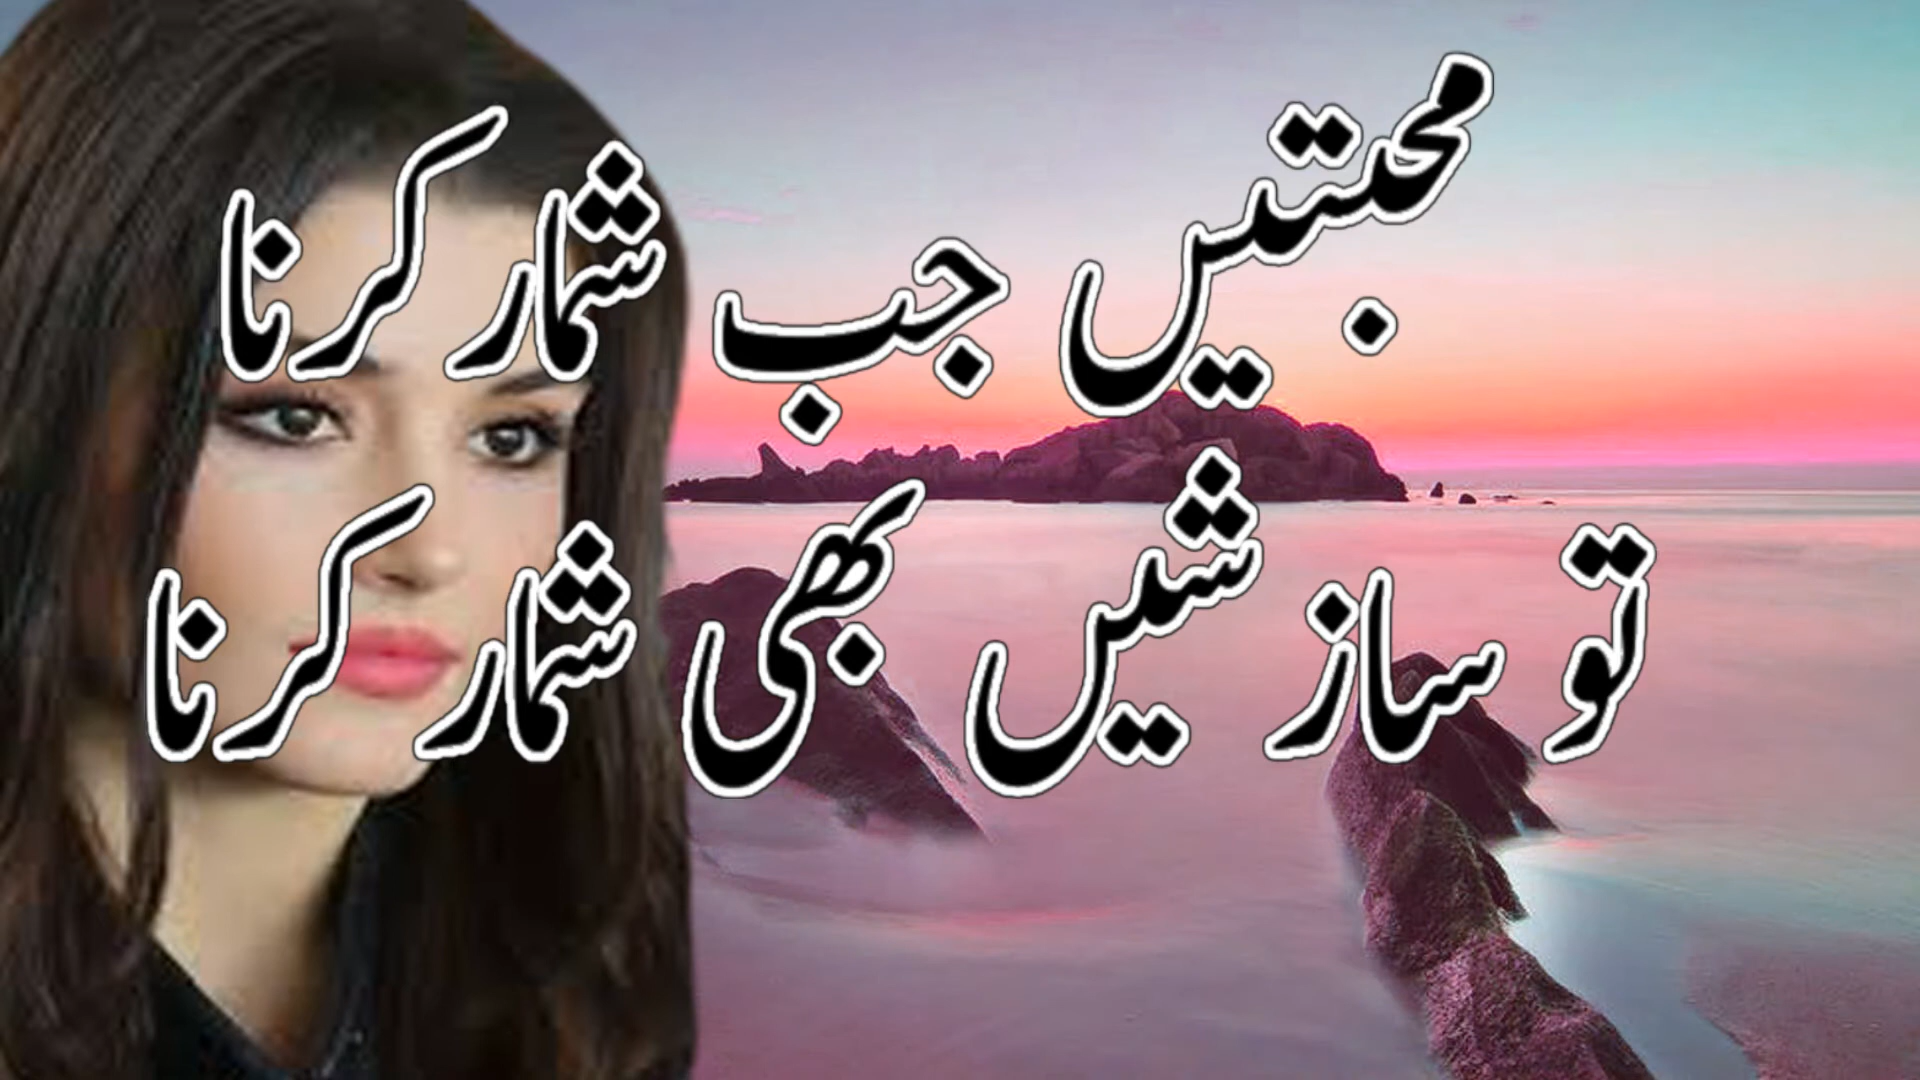 محبتیں جب شمار کرنا
تو سازشیں بھی شمار کرنا